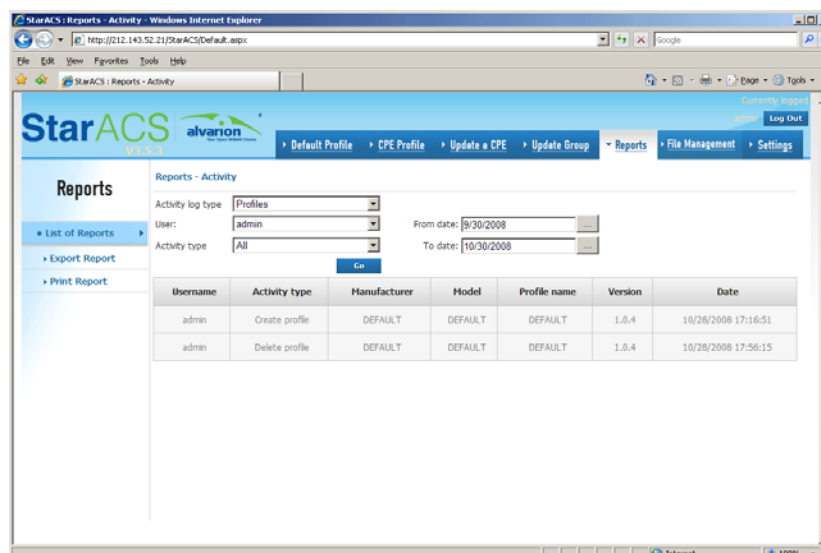 StarACS : Reports - Activity - Windows Internet Explorer
http://212.143.52.21/StarACS/Default.aspx
Google
File Edit View Favorites Tools Help
StarACS : Reports - Activity
Page Tools
Currently logged
admin Log Out
StarACS V3.5.3
alvarion
Default Profile CPE Profile Update a CPE Update Group Reports File Management Settings
Reports
List of Reports
Export Report
Print Report
Reports - Activity
Activity log type Profiles
User: admin From date: 9/30/2008 ...
Activity type All To date: 10/30/2008 ...
Go
Username Activity type Manufacturer Model Profile name Version Date
admin Create profile DEFAULT DEFAULT DEFAULT 1.0.4 10/28/2008 17:16:51
admin Delete profile DEFAULT DEFAULT DEFAULT 1.0.4 10/28/2008 17:56:15
Internet 100%